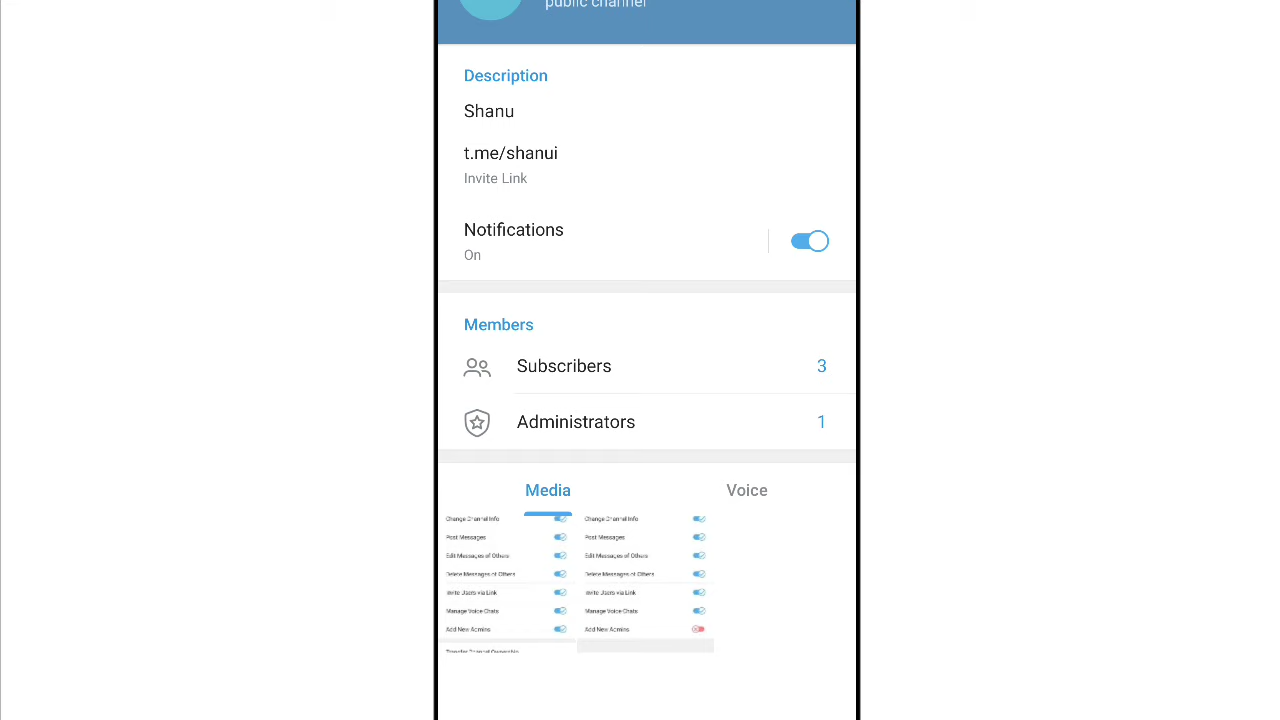 public channel
Description
Shanu
t.me/shanui
Invite Link
Notifications
On
Members
Subscribers 3
Administrators 1
Media Voice
Change Channel Info Change Channel Info
Post Messages Post Messages
Edit Messages of Others Edit Messages of Others
Delete Messages of Others Delete Messages of Others
Invite Users via Link Invite Users via Link
Manage Voice Chats Manage Voice Chats
Add New Admins Add New Admins
Transfer Channel Ownership